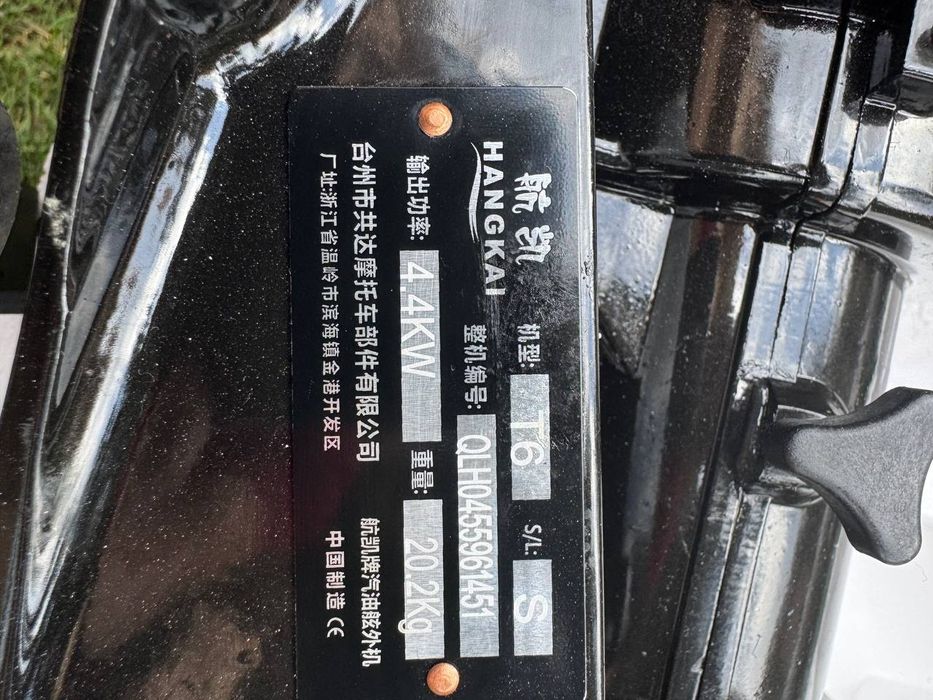 航凯
HANGKAI
机型: T6 S/L: S
整机编号: QLH0455961451
输出功率: 4.4KW 重量: 20.2Kg
台州市共达摩托车部件有限公司 航凯牌汽油舷外机
厂址:浙江省温岭市滨海镇金港开发区 中国制造 CE